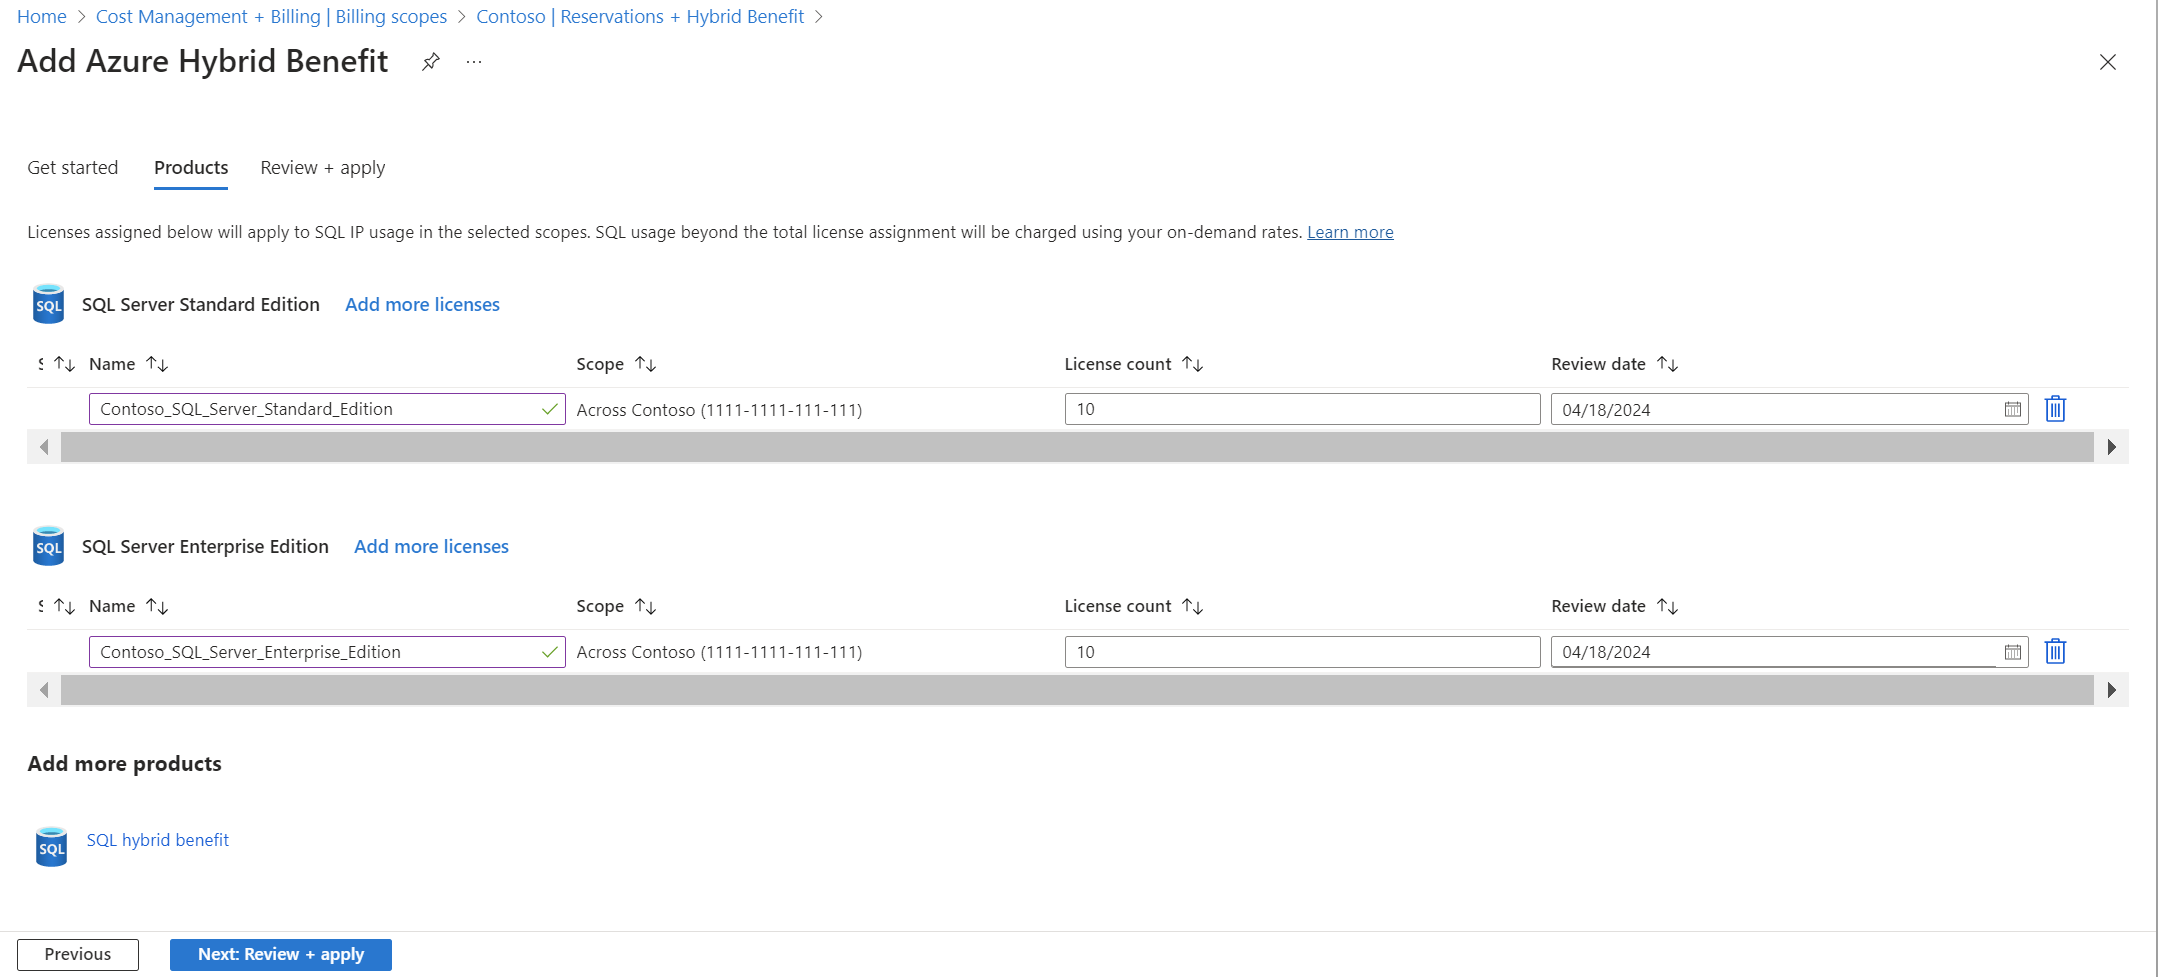 Home > Cost Management + Billing | Billing scopes > Contoso | Reservations + Hybrid Benefit >
Add Azure Hybrid Benefit
Get started Products Review + apply
Licenses assigned below will apply to SQL IP usage in the selected scopes. SQL usage beyond the total license assignment will be charged using your on-demand rates. Learn more
SQL SQL Server Standard Edition Add more licenses
Name Scope License count Review date
Contoso_SQL_Server_Standard_Edition Across Contoso (1111-1111-111-111) 10 04/18/2024
SQL SQL Server Enterprise Edition Add more licenses
Name Scope License count Review date
Contoso_SQL_Server_Enterprise_Edition Across Contoso (1111-1111-111-111) 10 04/18/2024
Add more products
SQL SQL hybrid benefit
Previous Next: Review + apply